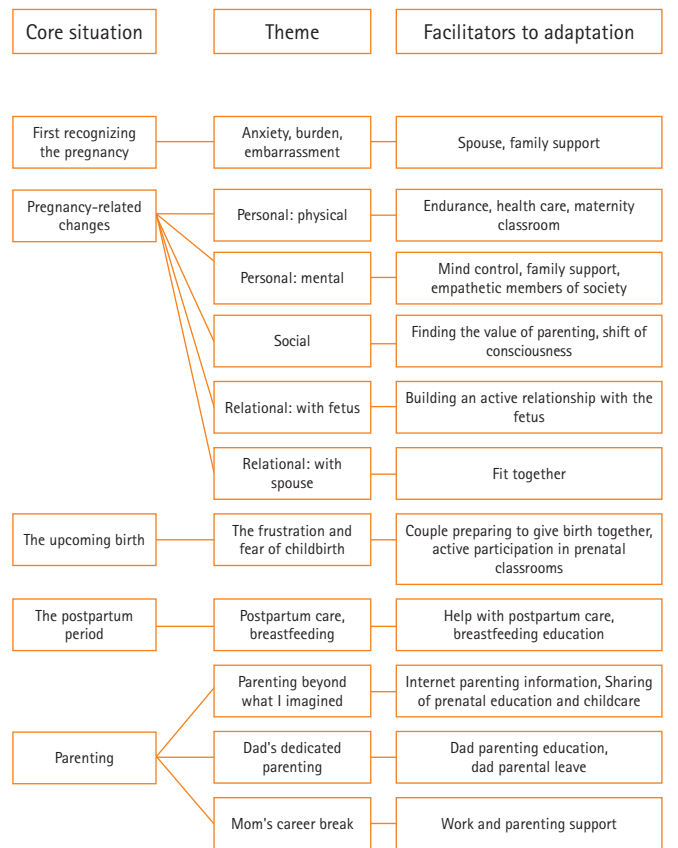 Core situation
Theme
Facilitators to adaptation
First recognizing
the pregnancy
Anxiety, burden,
embarrassment
Spouse, family support
Pregnancy-related
changes
Personal: physical
Endurance, health care, maternity
classroom
Personal: mental
Mind control, family support,
empathetic members of society
Social
Finding the value of parenting, shift of
consciousness
Relational: with fetus
Building an active relationship with the
fetus
Relational: with
spouse
Fit together
The upcoming birth
The frustration and
fear of childbirth
Couple preparing to give birth together,
active participation in prenatal
classrooms
The postpartum
period
Postpartum care,
breastfeeding
Help with postpartum care,
breastfeeding education
Parenting
Parenting beyond
what I imagined
Internet parenting information, Sharing
of prenatal education and childcare
Dad's dedicated
parenting
Dad parenting education,
dad parental leave
Mom's career break
Work and parenting support